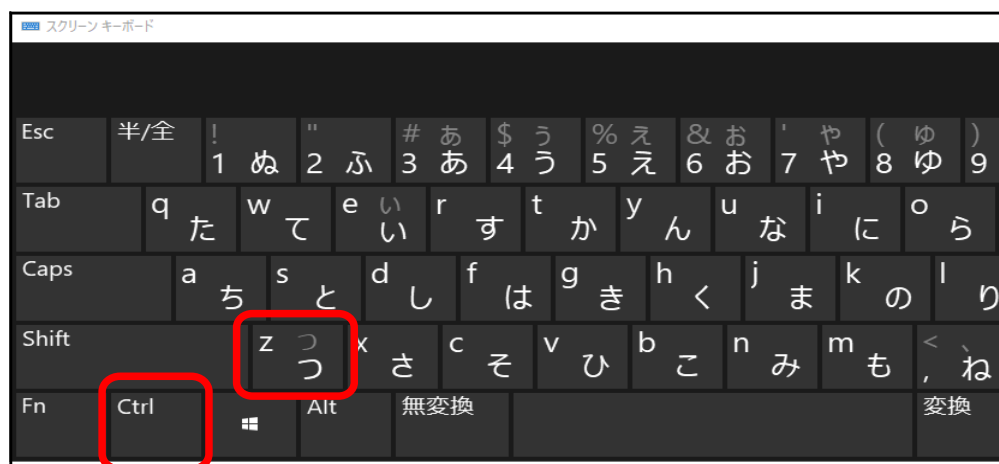 スクリーン キーボード
Esc 半/全 ! 1 ぬ " 2 ふ # ぁ 3 あ $ ぅ 4 う % ぇ 5 え & ぉ 6 お ' ゃ 7 や ( ゅ 8 ゆ ) 9
Tab q た w て e ぃ い r す t か y ん u な i に o ら
Caps a ち s と d し f は g き h く j ま k の l り
Shift z っ つ x さ c そ v ひ b こ n み m も < 、 , ね
Fn Ctrl Alt 無変換 変換